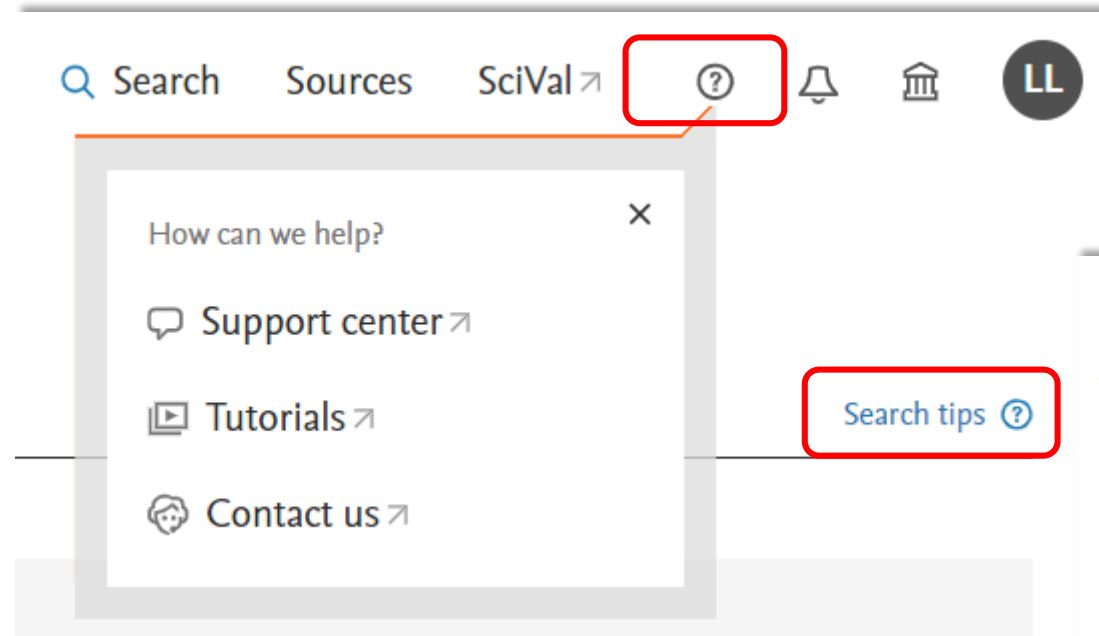 Search Sources SciVal LL
How can we help?
Support center
Tutorials
Contact us
Search tips